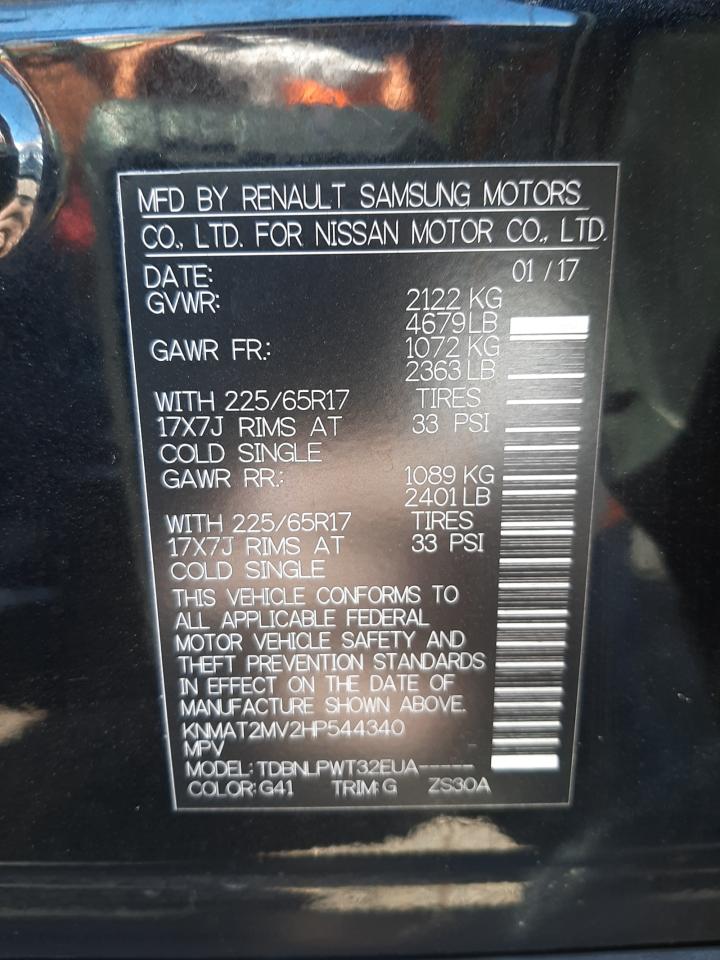 MFD BY RENAULT SAMSUNG MOTORS
CO., LTD. FOR NISSAN MOTOR CO., LTD.
DATE: 01 / 17
GVWR: 2122 KG
4679 LB
GAWR FR.: 1072 KG
2363 LB
WITH 225/65R17 TIRES
17X7J RIMS AT 33 PSI
COLD SINGLE
GAWR RR.: 1089 KG
2401 LB
WITH 225/65R17 TIRES
17X7J RIMS AT 33 PSI
COLD SINGLE
THIS VEHICLE CONFORMS TO
ALL APPLICABLE FEDERAL
MOTOR VEHICLE SAFETY AND
THEFT PREVENTION STANDARDS
IN EFFECT ON THE DATE OF
MANUFACTURE SHOWN ABOVE.
KNMAT2MV2HP544340
MPV
MODEL: TDBNLPWT32EUA-----
COLOR: G41 TRIM: G ZS30A